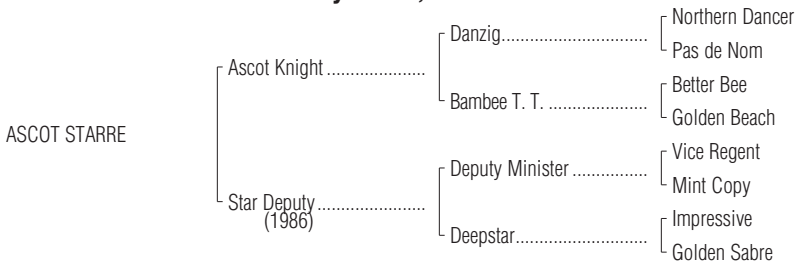 Northern Dancer
Danzig..............................
Pas de Nom
Ascot Knight .....................
Better Bee
Bambee T. T. .....................
Golden Beach
ASCOT STARRE
Vice Regent
Deputy Minister ................
Mint Copy
Star Deputy.......................
(1986)
Impressive
Deepstar............................
Golden Sabre